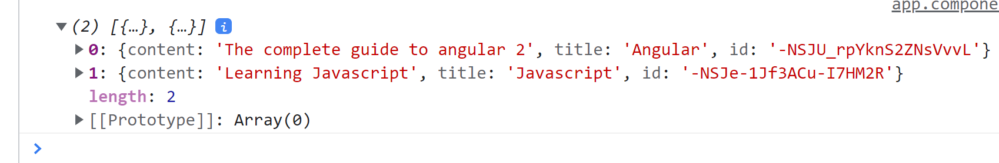 app.compone
▼(2) [{…}, {…}] i
▶0: {content: 'The complete guide to angular 2', title: 'Angular', id: '-NSJU_rpYknS2ZNsVvvL'}
▶1: {content: 'Learning Javascript', title: 'Javascript', id: '-NSJe-1Jf3ACu-I7HM2R'}
length: 2
▶[[Prototype]]: Array(0)
>